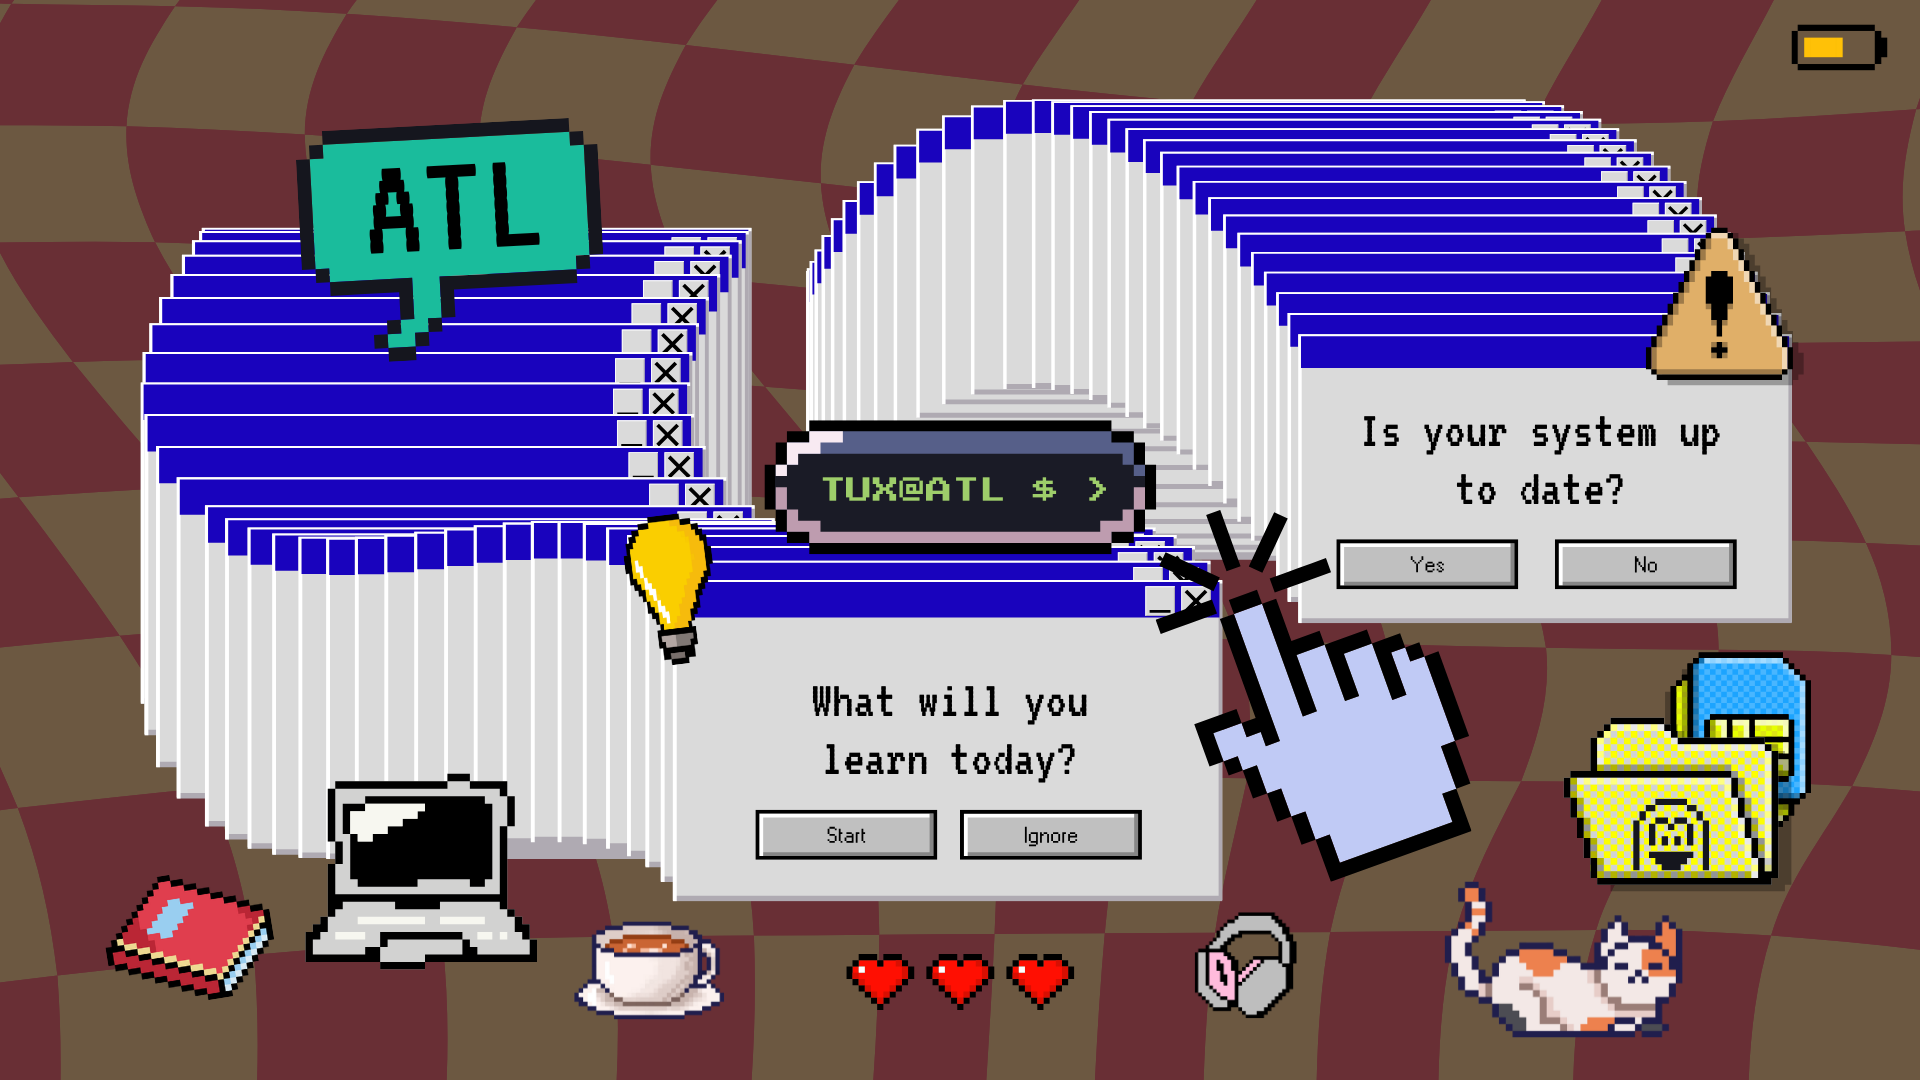 ATL
TUX@ATL $ >
Is your system up
to date?
Yes
No
What will you
learn today?
Start
Ignore